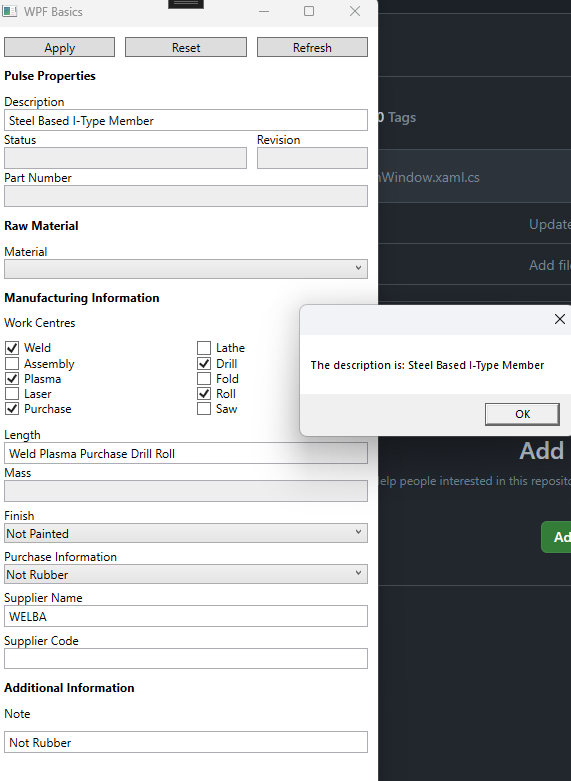 WPF Basics
Apply Reset Refresh
Pulse Properties
Description
Steel Based I-Type Member
Status Revision
Part Number
Raw Material
Material
Manufacturing Information
Work Centres
Weld Lathe
Assembly Drill
Plasma Fold
Laser Roll
Purchase Saw
Length
Weld Plasma Purchase Drill Roll
Mass
Finish
Not Painted
Purchase Information
Not Rubber
Supplier Name
WELBA
Supplier Code
Additional Information
Note
Not Rubber
0 Tags
Window.xaml.cs
Update
Add file
The description is: Steel Based I-Type Member
OK
Add
elp people interested in this reposito
Ad